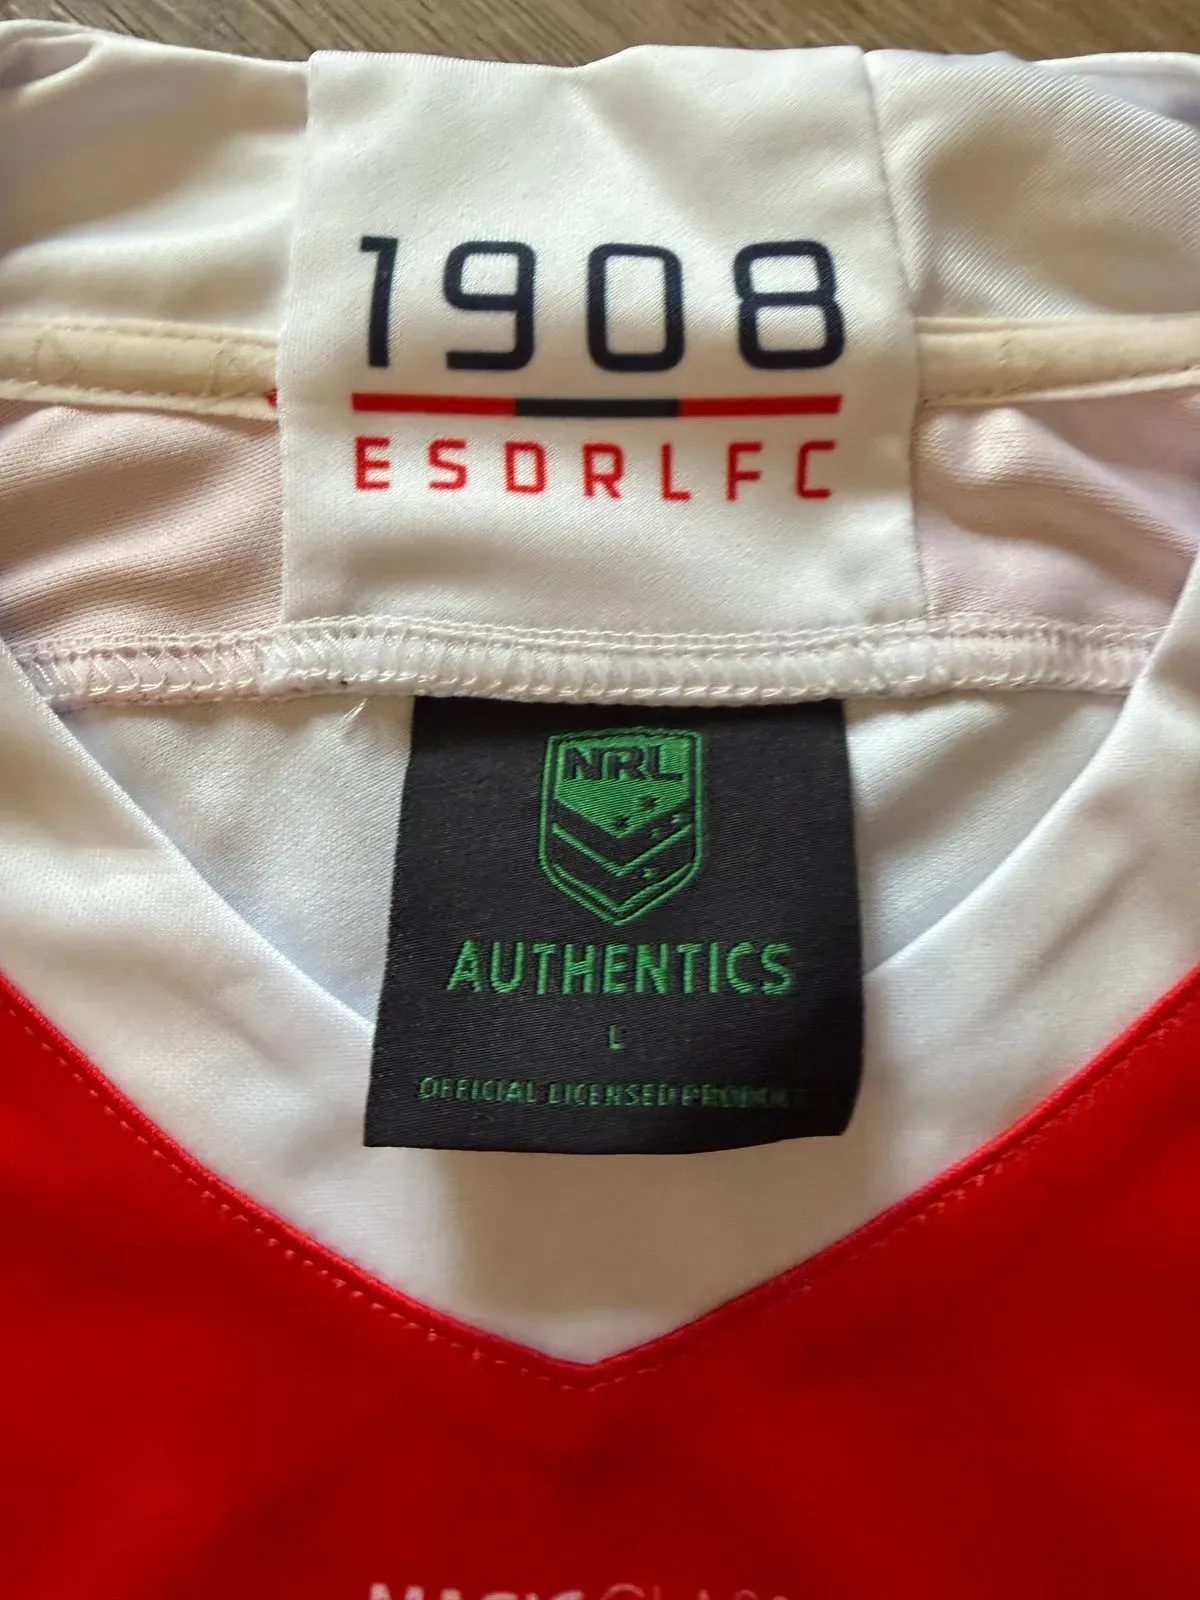 1908
ESDRLFC
NRL
AUTHENTICS
L
OFFICIAL LICENSED PRODUCT